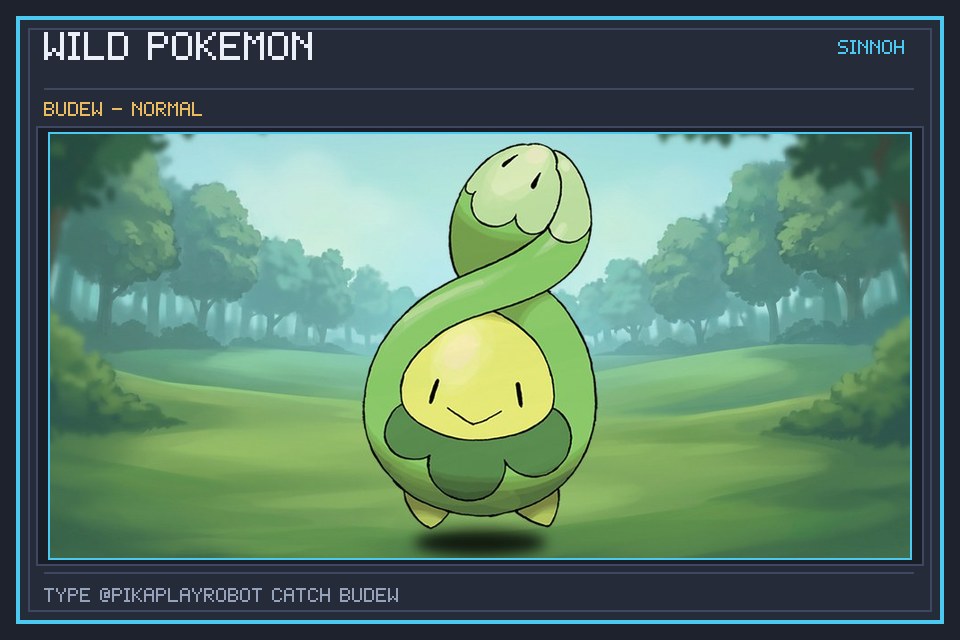 WILD POKEMON
SINNOH
BUDEW - NORMAL
TYPE @PIKAPLAYROBOT CATCH BUDEW